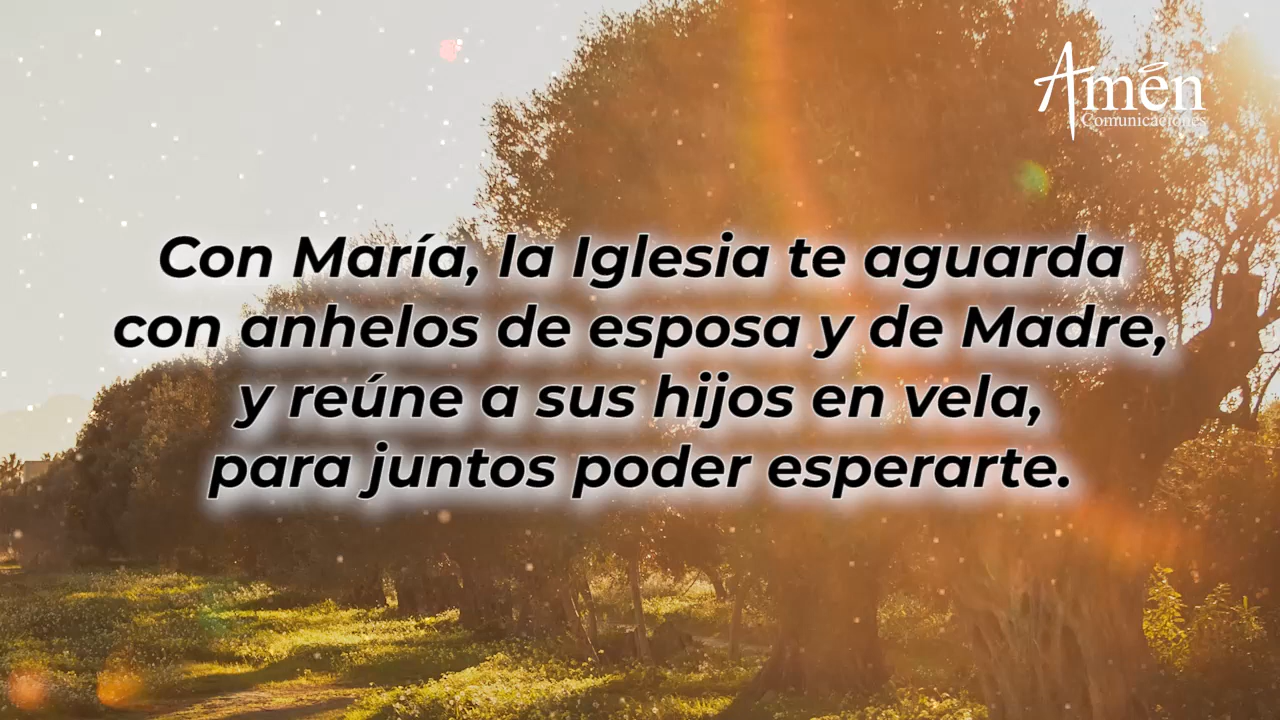 Amén
Comunicaciones
Con María, la Iglesia te aguarda
con anhelos de esposa y de Madre,
y reúne a sus hijos en vela,
para juntos poder esperarte.